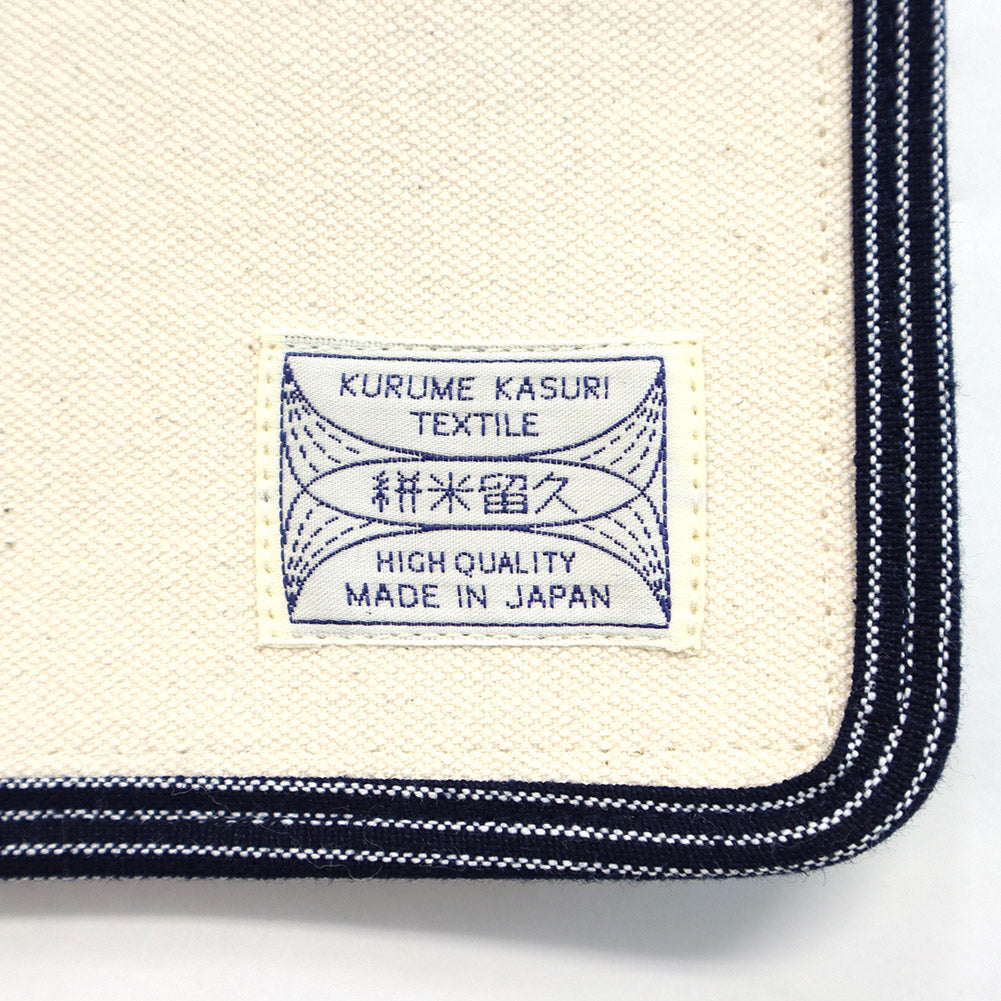 KURUME KASURI
TEXTILE
絣米留久
HIGH QUALITY
MADE IN JAPAN